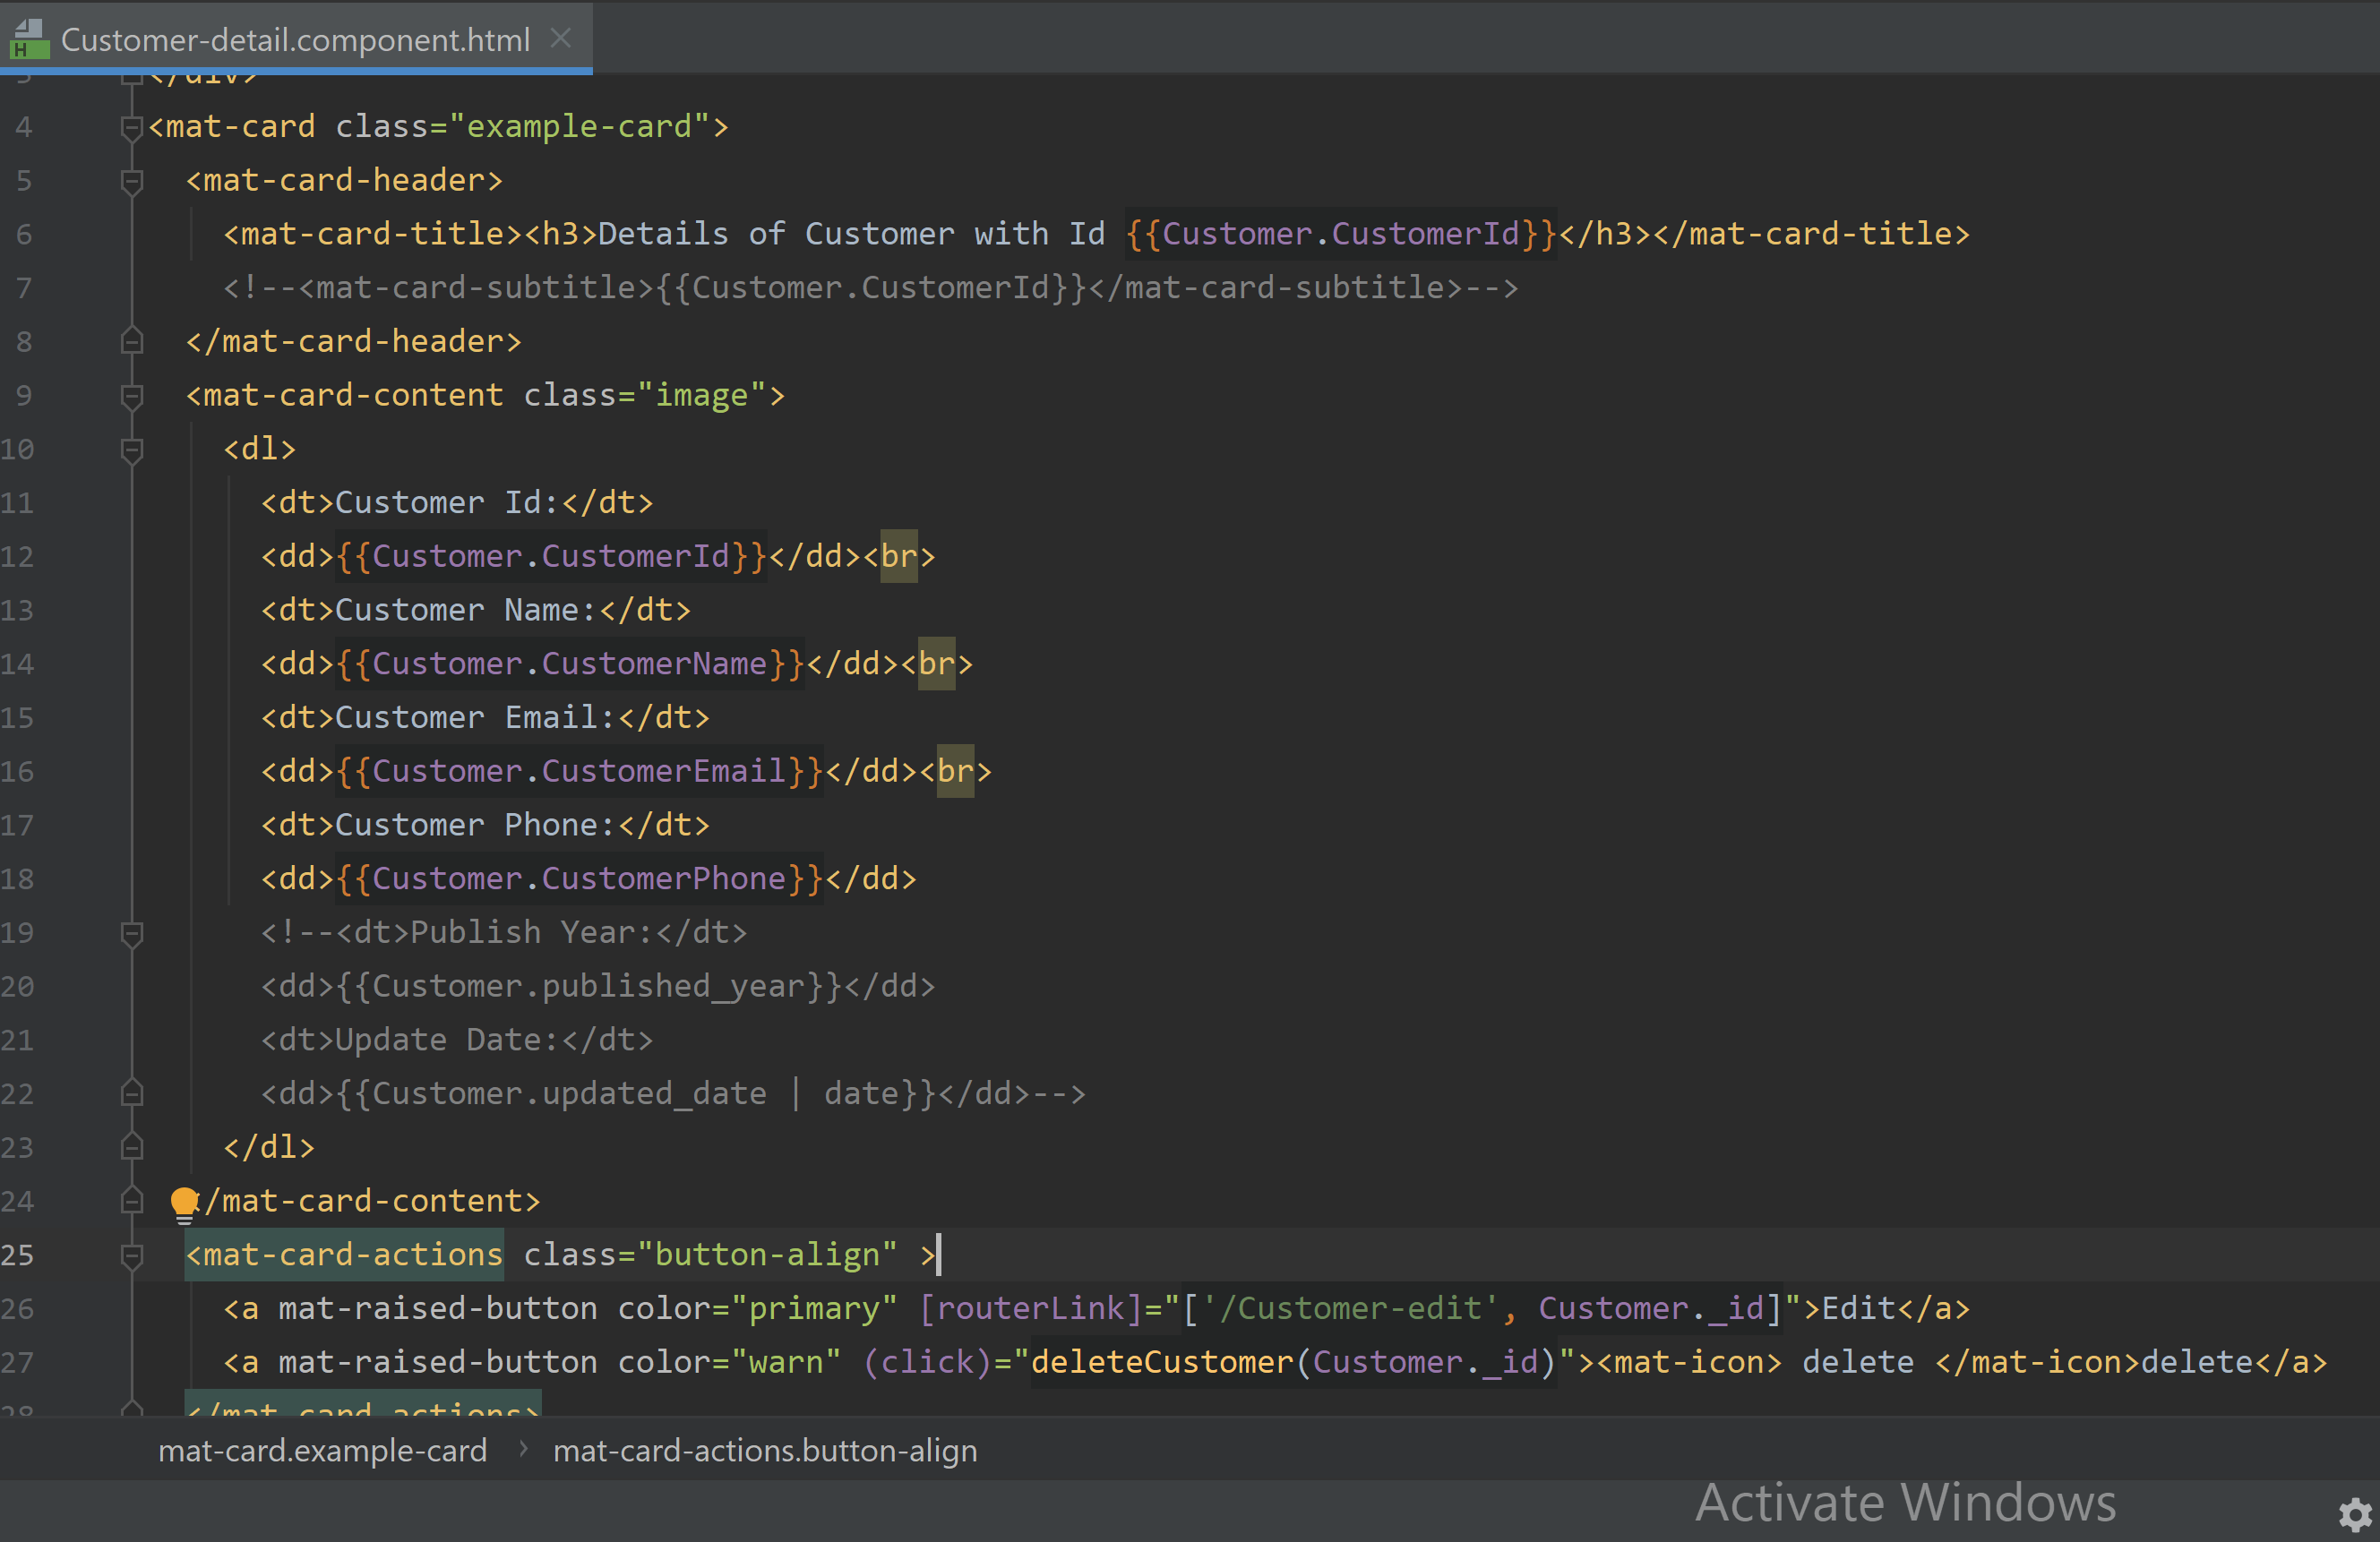 Customer-detail.component.html
3 </div>
4 <mat-card class="example-card">
5 <mat-card-header>
6 <mat-card-title><h3>Details of Customer with Id {{Customer.CustomerId}}</h3></mat-card-title>
7 <!--<mat-card-subtitle>{{Customer.CustomerId}}</mat-card-subtitle>-->
8 </mat-card-header>
9 <mat-card-content class="image">
10 <dl>
11 <dt>Customer Id:</dt>
12 <dd>{{Customer.CustomerId}}</dd><br>
13 <dt>Customer Name:</dt>
14 <dd>{{Customer.CustomerName}}</dd><br>
15 <dt>Customer Email:</dt>
16 <dd>{{Customer.CustomerEmail}}</dd><br>
17 <dt>Customer Phone:</dt>
18 <dd>{{Customer.CustomerPhone}}</dd>
19 <!--<dt>Publish Year:</dt>
20 <dd>{{Customer.published_year}}</dd>
21 <dt>Update Date:</dt>
22 <dd>{{Customer.updated_date | date}}</dd>-->
23 </dl>
24 </mat-card-content>
25 <mat-card-actions class="button-align" >
26 <a mat-raised-button color="primary" [routerLink]="['/Customer-edit', Customer._id]">Edit</a>
27 <a mat-raised-button color="warn" (click)="deleteCustomer(Customer._id)"><mat-icon> delete </mat-icon>delete</a>
28 </mat-card-actions>
mat-card.example-card > mat-card-actions.button-align
Activate Windows